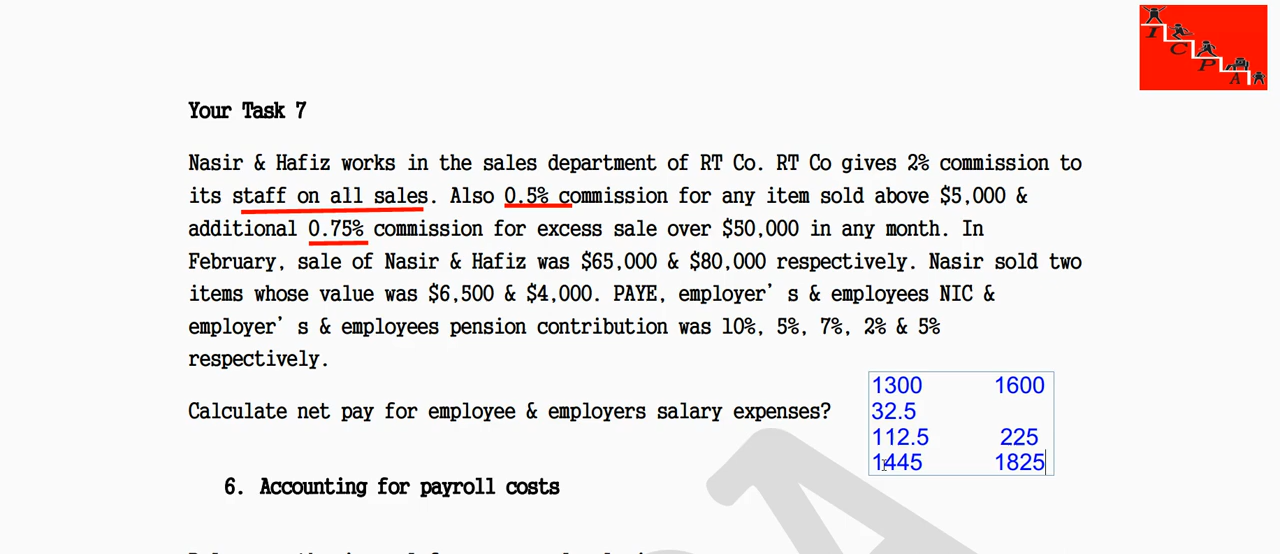 I C P A
Your Task 7
Nasir & Hafiz works in the sales department of RT Co. RT Co gives 2% commission to
its staff on all sales. Also 0.5% commission for any item sold above $5,000 &
additional 0.75% commission for excess sale over $50,000 in any month. In
February, sale of Nasir & Hafiz was $65,000 & $80,000 respectively. Nasir sold two
items whose value was $6,500 & $4,000. PAYE, employer's & employees NIC &
employer's & employees pension contribution was 10%, 5%, 7%, 2% & 5%
respectively.
Calculate net pay for employee & employers salary expenses?
1300 1600
32.5
112.5 225
1445 1825
6. Accounting for payroll costs